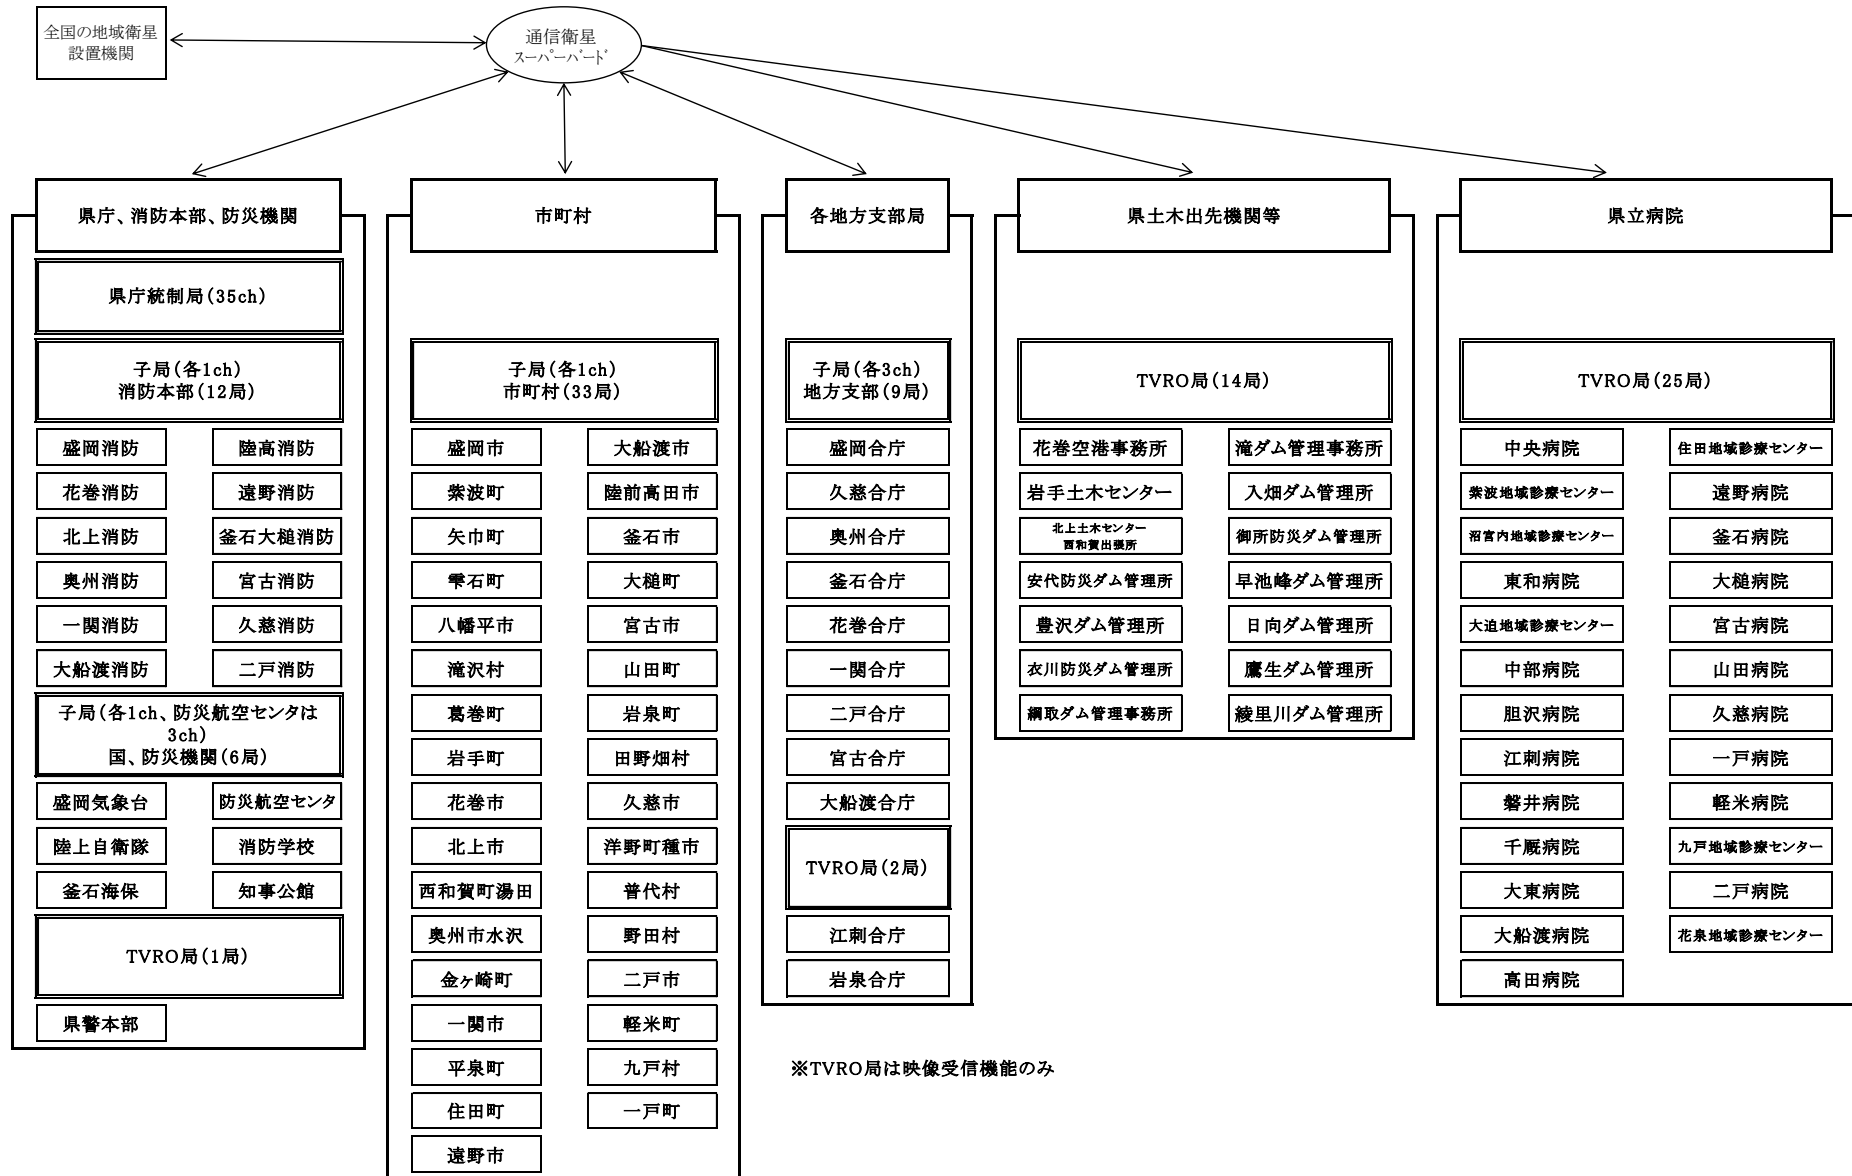 全国の地域衛星
設置機関
通信衛星
スーパーバード
県庁、消防本部、防災機関
県庁統制局(35ch)
子局(各1ch)
消防本部(12局)
盛岡消防
陸高消防
花巻消防
遠野消防
北上消防
釜石大槌消防
奥州消防
宮古消防
一関消防
久慈消防
大船渡消防
二戸消防
子局(各1ch、防災航空センタは
3ch)
国、防災機関(6局)
盛岡気象台
防災航空センタ
陸上自衛隊
消防学校
釜石海保
知事公館
TVRO局(1局)
県警本部
市町村
子局(各1ch)
市町村(33局)
盛岡市
大船渡市
紫波町
陸前高田市
矢巾町
釜石市
雫石町
大槌町
八幡平市
宮古市
滝沢村
山田町
葛巻町
岩泉町
岩手町
田野畑村
花巻市
久慈市
北上市
洋野町種市
西和賀町湯田
普代村
奥州市水沢
野田村
金ヶ崎町
二戸市
一関市
軽米町
平泉町
九戸村
住田町
一戸町
遠野市
各地方支部局
子局(各3ch)
地方支部(9局)
盛岡合庁
久慈合庁
奥州合庁
釜石合庁
花巻合庁
一関合庁
二戸合庁
宮古合庁
大船渡合庁
TVRO局(2局)
江刺合庁
岩泉合庁
県土木出先機関等
TVRO局(14局)
花巻空港事務所
滝ダム管理事務所
岩手土木センター
入畑ダム管理所
北上土木センター
西和賀出張所
御所防災ダム管理所
安代防災ダム管理所
早池峰ダム管理所
豊沢ダム管理所
日向ダム管理所
衣川防災ダム管理所
鷹生ダム管理所
綱取ダム管理事務所
綾里川ダム管理所
県立病院
TVRO局(25局)
中央病院
住田地域診療センター
紫波地域診療センター
遠野病院
沼宮内地域診療センター
釜石病院
東和病院
大槌病院
大迫地域診療センター
宮古病院
中部病院
山田病院
胆沢病院
久慈病院
江刺病院
一戸病院
磐井病院
軽米病院
千厩病院
九戸地域診療センター
大東病院
二戸病院
大船渡病院
花泉地域診療センター
高田病院
※TVRO局は映像受信機能のみ